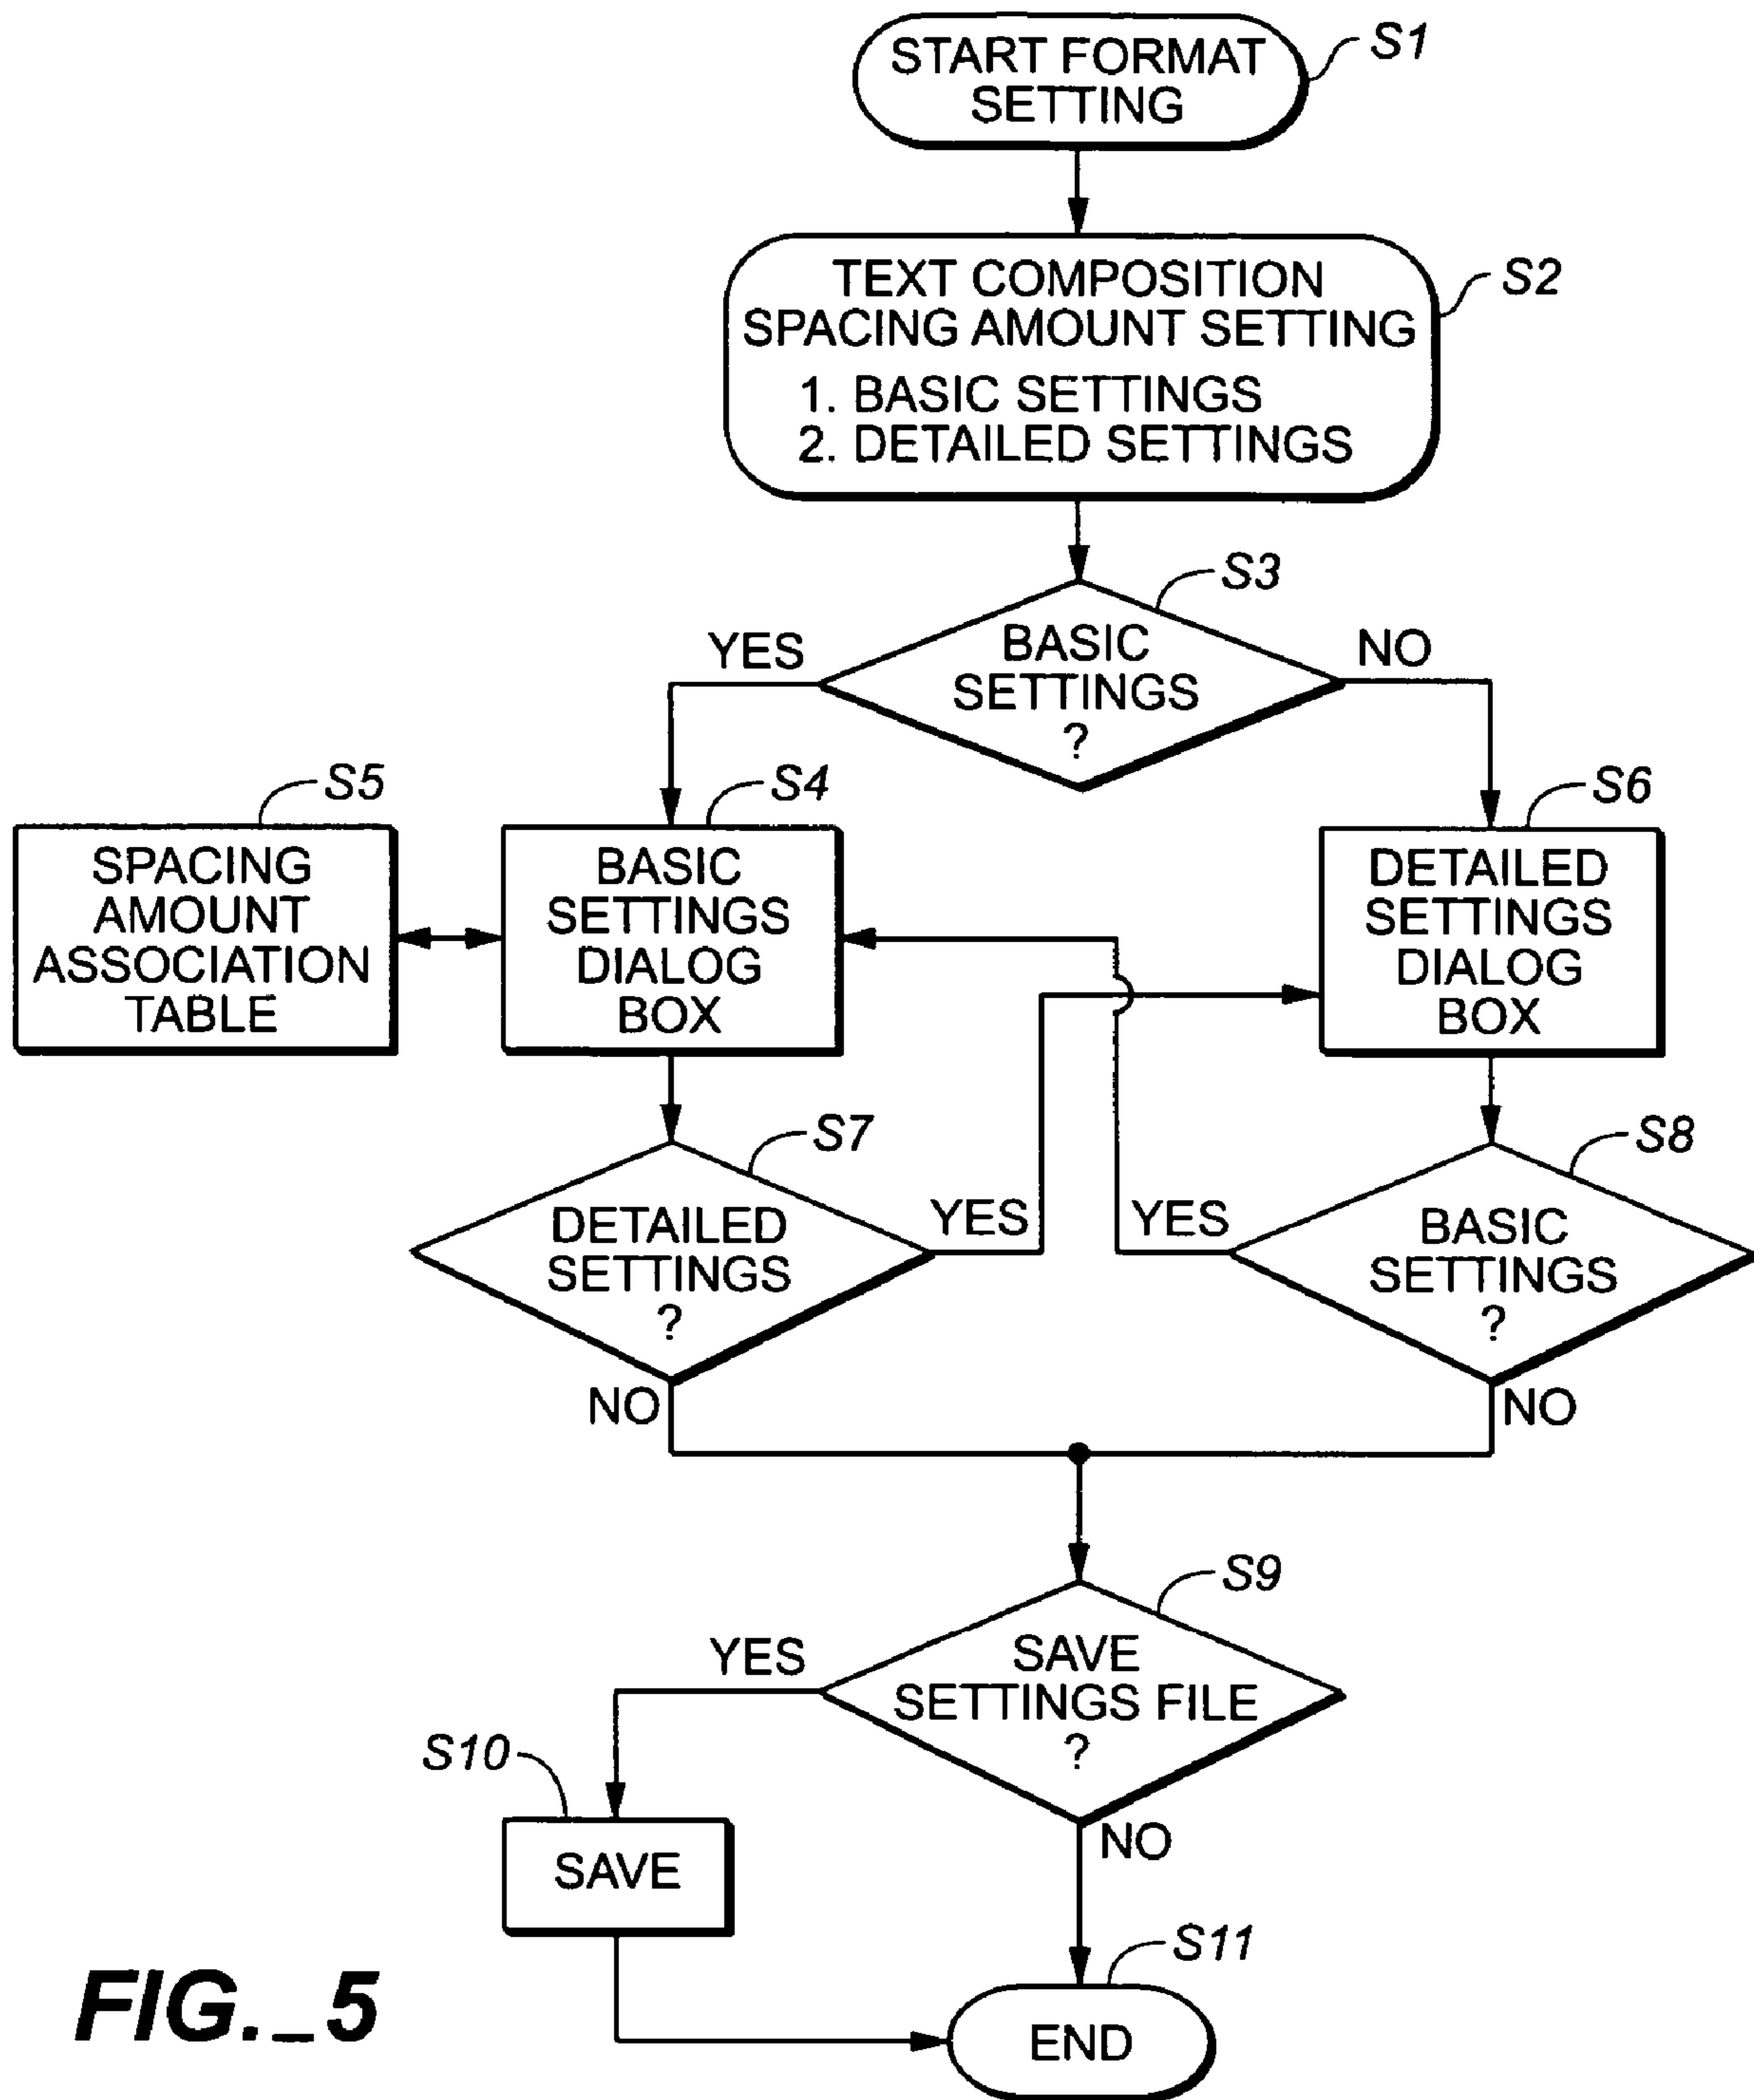 START FORMAT
SETTING
S1
TEXT COMPOSITION
SPACING AMOUNT SETTING
1. BASIC SETTINGS
2. DETAILED SETTINGS
S2
S3
BASIC
SETTINGS
?
YES
NO
S5
SPACING
AMOUNT
ASSOCIATION
TABLE
S4
BASIC
SETTINGS
DIALOG
BOX
S6
DETAILED
SETTINGS
DIALOG
BOX
S7
DETAILED
SETTINGS
?
YES
NO
S8
BASIC
SETTINGS
?
YES
NO
S9
SAVE
SETTINGS FILE
?
YES
NO
S10
SAVE
S11
END
FIG._5